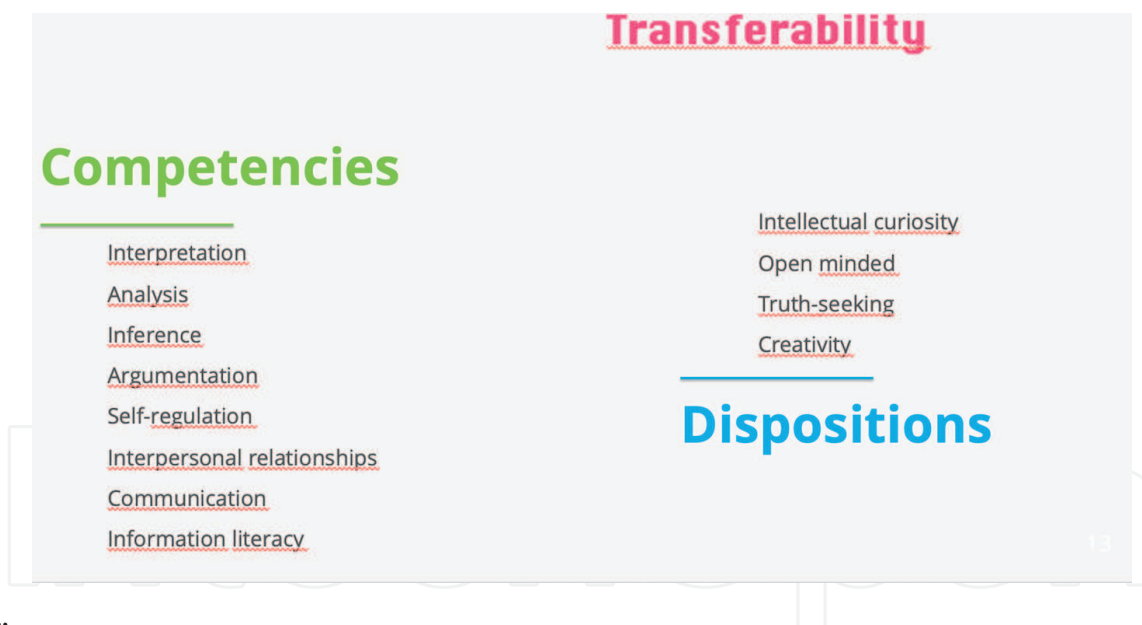 Transferability
Competencies
Interpretation
Analysis
Inference
Argumentation
Self-regulation
Interpersonal relationships
Communication
Information literacy
Intellectual curiosity
Open minded
Truth-seeking
Creativity
Dispositions
13